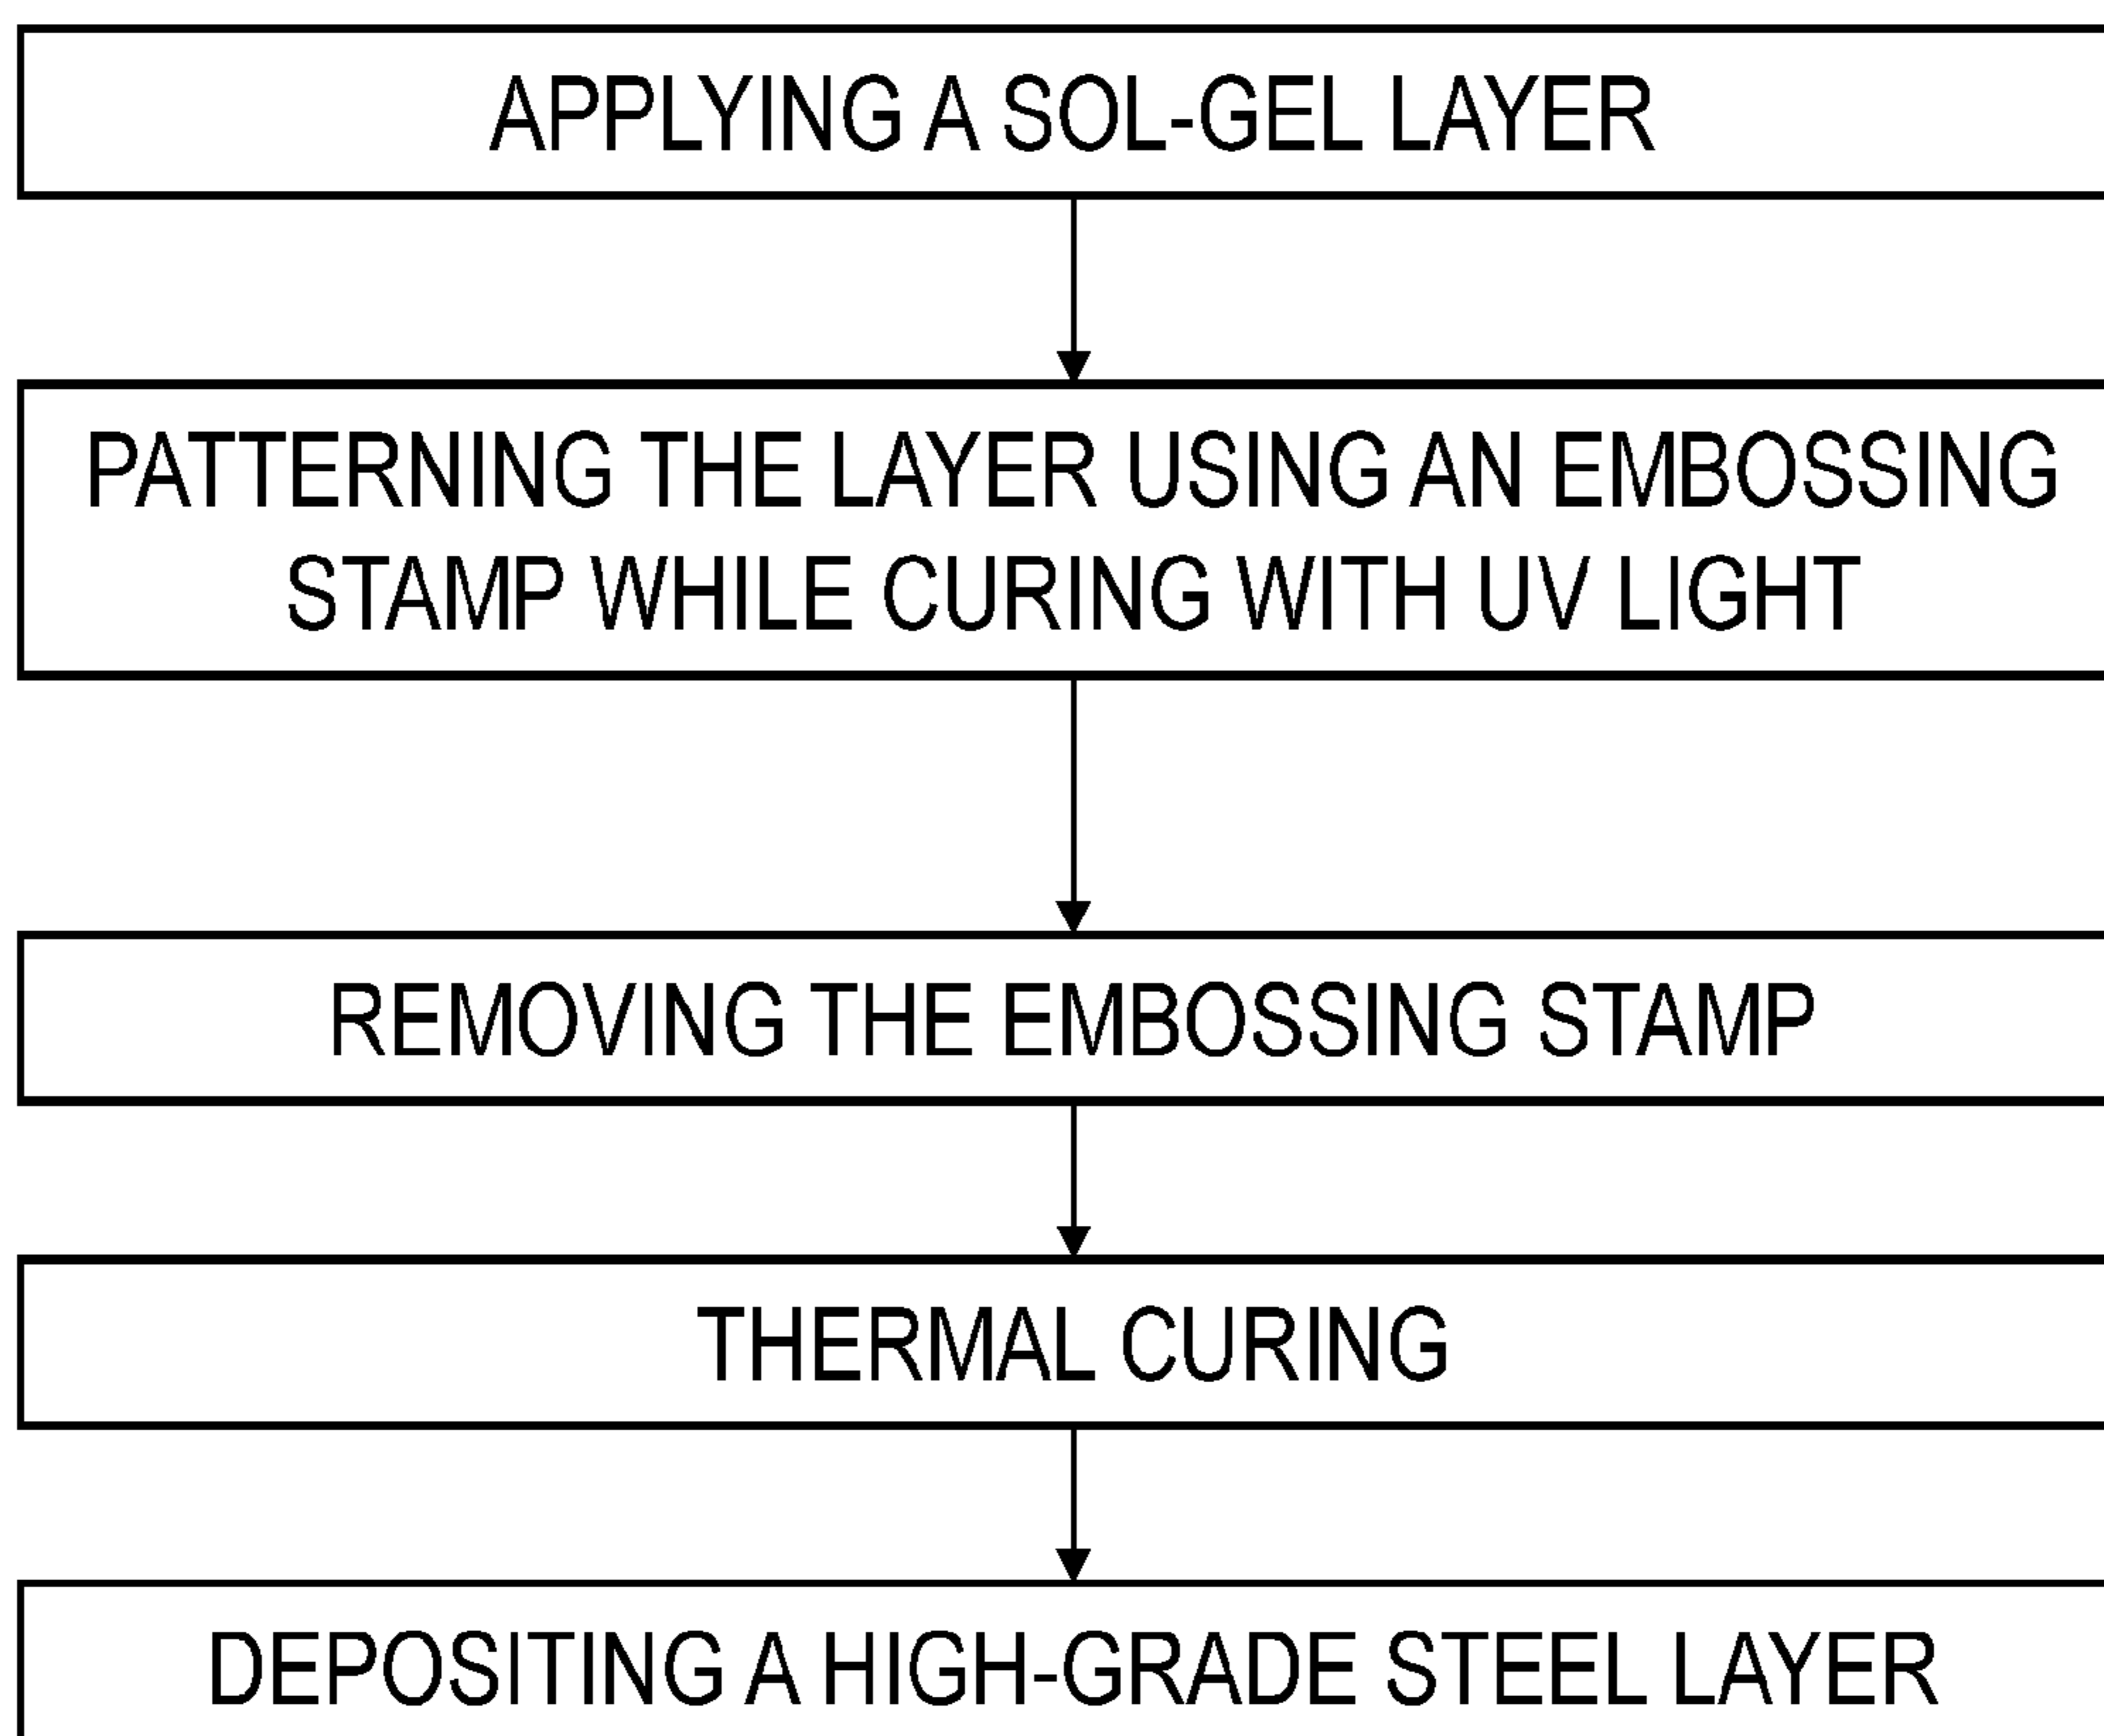 APPLYING A SOL-GEL LAYER
PATTERNING THE LAYER USING AN EMBOSSING
STAMP WHILE CURING WITH UV LIGHT
REMOVING THE EMBOSSING STAMP
THERMAL CURING
DEPOSITING A HIGH-GRADE STEEL LAYER